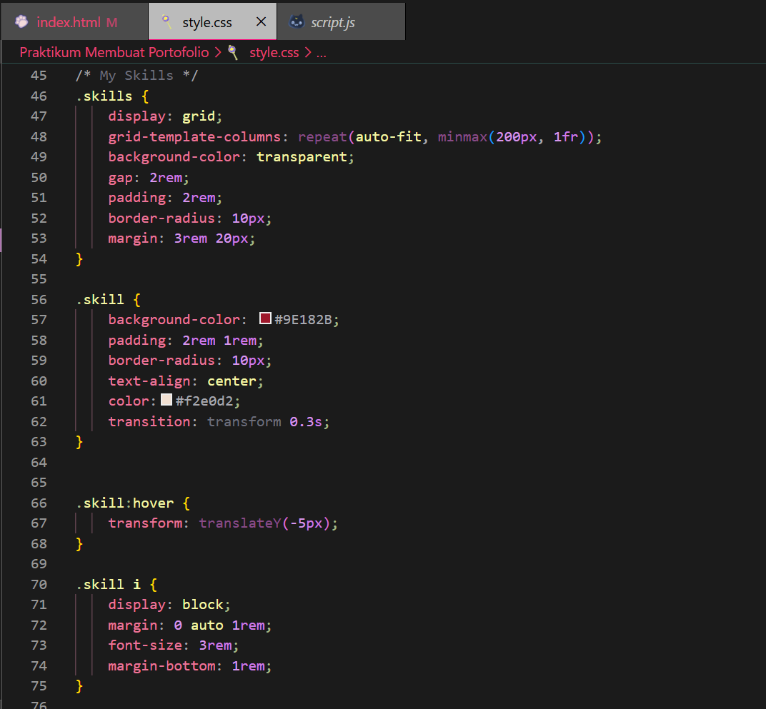 index.html M style.css × script.js
Praktikum Membuat Portofolio > style.css > ...
45 /* My Skills */
46 .skills {
47 display: grid;
48 grid-template-columns: repeat(auto-fit, minmax(200px, 1fr));
49 background-color: transparent;
50 gap: 2rem;
51 padding: 2rem;
52 border-radius: 10px;
53 margin: 3rem 20px;
54 }
55
56 .skill {
57 background-color: #9E182B;
58 padding: 2rem 1rem;
59 border-radius: 10px;
60 text-align: center;
61 color: #f2e0d2;
62 transition: transform 0.3s;
63 }
64
65
66 .skill:hover {
67 transform: translateY(-5px);
68 }
69
70 .skill i {
71 display: block;
72 margin: 0 auto 1rem;
73 font-size: 3rem;
74 margin-bottom: 1rem;
75 }
76